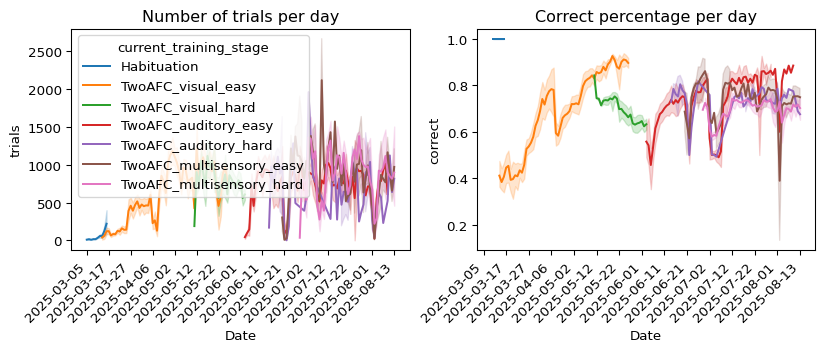 Number of trials per day
trials
2500
2000
1500
1000
500
0
current_training_stage
Habituation
TwoAFC_visual_easy
TwoAFC_visual_hard
TwoAFC_auditory_easy
TwoAFC_auditory_hard
TwoAFC_multisensory_easy
TwoAFC_multisensory_hard
2025-03-05
2025-03-17
2025-03-27
2025-04-06
2025-05-02
2025-05-12
2025-05-22
2025-06-01
2025-06-11
2025-07-02
2025-07-12
2025-07-22
2025-08-01
2025-08-13
Date
Correct percentage per day
correct
1.0
0.8
0.6
0.4
0.2
2025-03-05
2025-03-17
2025-03-27
2025-04-06
2025-05-02
2025-05-12
2025-05-22
2025-06-01
2025-06-11
2025-07-02
2025-07-12
2025-07-22
2025-08-01
2025-08-13
Date